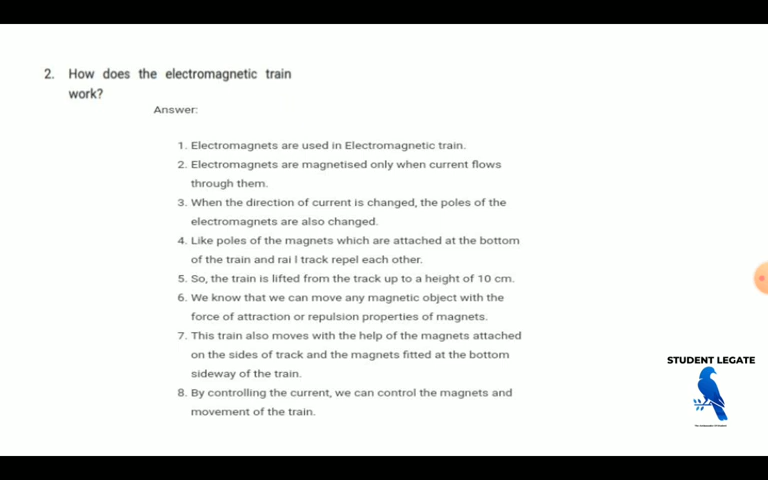 2. How does the electromagnetic train
work?
Answer:
1. Electromagnets are used in Electromagnetic train.
2. Electromagnets are magnetised only when current flows
through them.
3. When the direction of current is changed, the poles of the
electromagnets are also changed.
4. Like poles of the magnets which are attached at the bottom
of the train and rai l track repel each other.
5. So, the train is lifted from the track up to a height of 10 cm.
6. We know that we can move any magnetic object with the
force of attraction or repulsion properties of magnets.
7. This train also moves with the help of the magnets attached
on the sides of track and the magnets fitted at the bottom
sideway of the train.
8. By controlling the current, we can control the magnets and
movement of the train.
STUDENT LEGATE